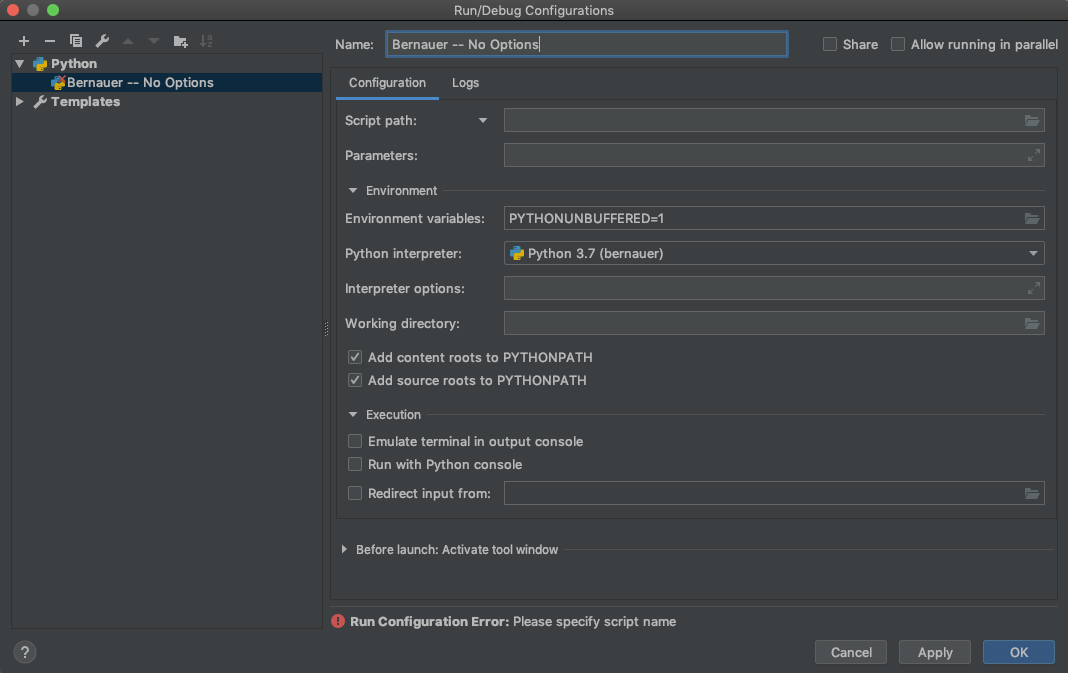 Run/Debug Configurations
Name: Bernauer -- No Options
Share
Allow running in parallel
Python
Bernauer -- No Options
Templates
Configuration
Logs
Script path:
Parameters:
Environment
Environment variables: PYTHONUNBUFFERED=1
Python interpreter: Python 3.7 (bernauer)
Interpreter options:
Working directory:
Add content roots to PYTHONPATH
Add source roots to PYTHONPATH
Execution
Emulate terminal in output console
Run with Python console
Redirect input from:
Before launch: Activate tool window
! Run Configuration Error: Please specify script name
? Cancel Apply OK